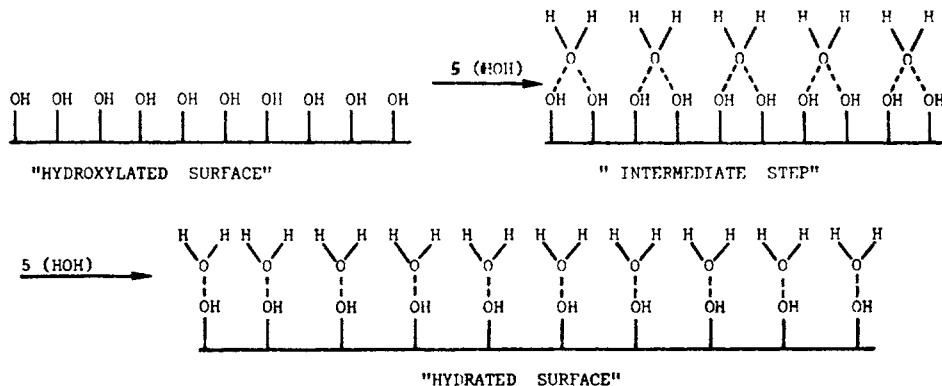 H H H H H H H H H H
O O O O O
5 (HOH)
OH OH OH OH OH OH OH OH OH OH
OH OH OH OH OH OH OH OH OH OH
"HYDROXYLATED SURFACE"
" INTERMEDIATE STEP"
5 (HOH)
H H H H H H H H H H H H H H H H H H H H
O O O O O O O O O O
OH OH OH OH OH OH OH OH OH OH
"HYDRATED SURFACE"